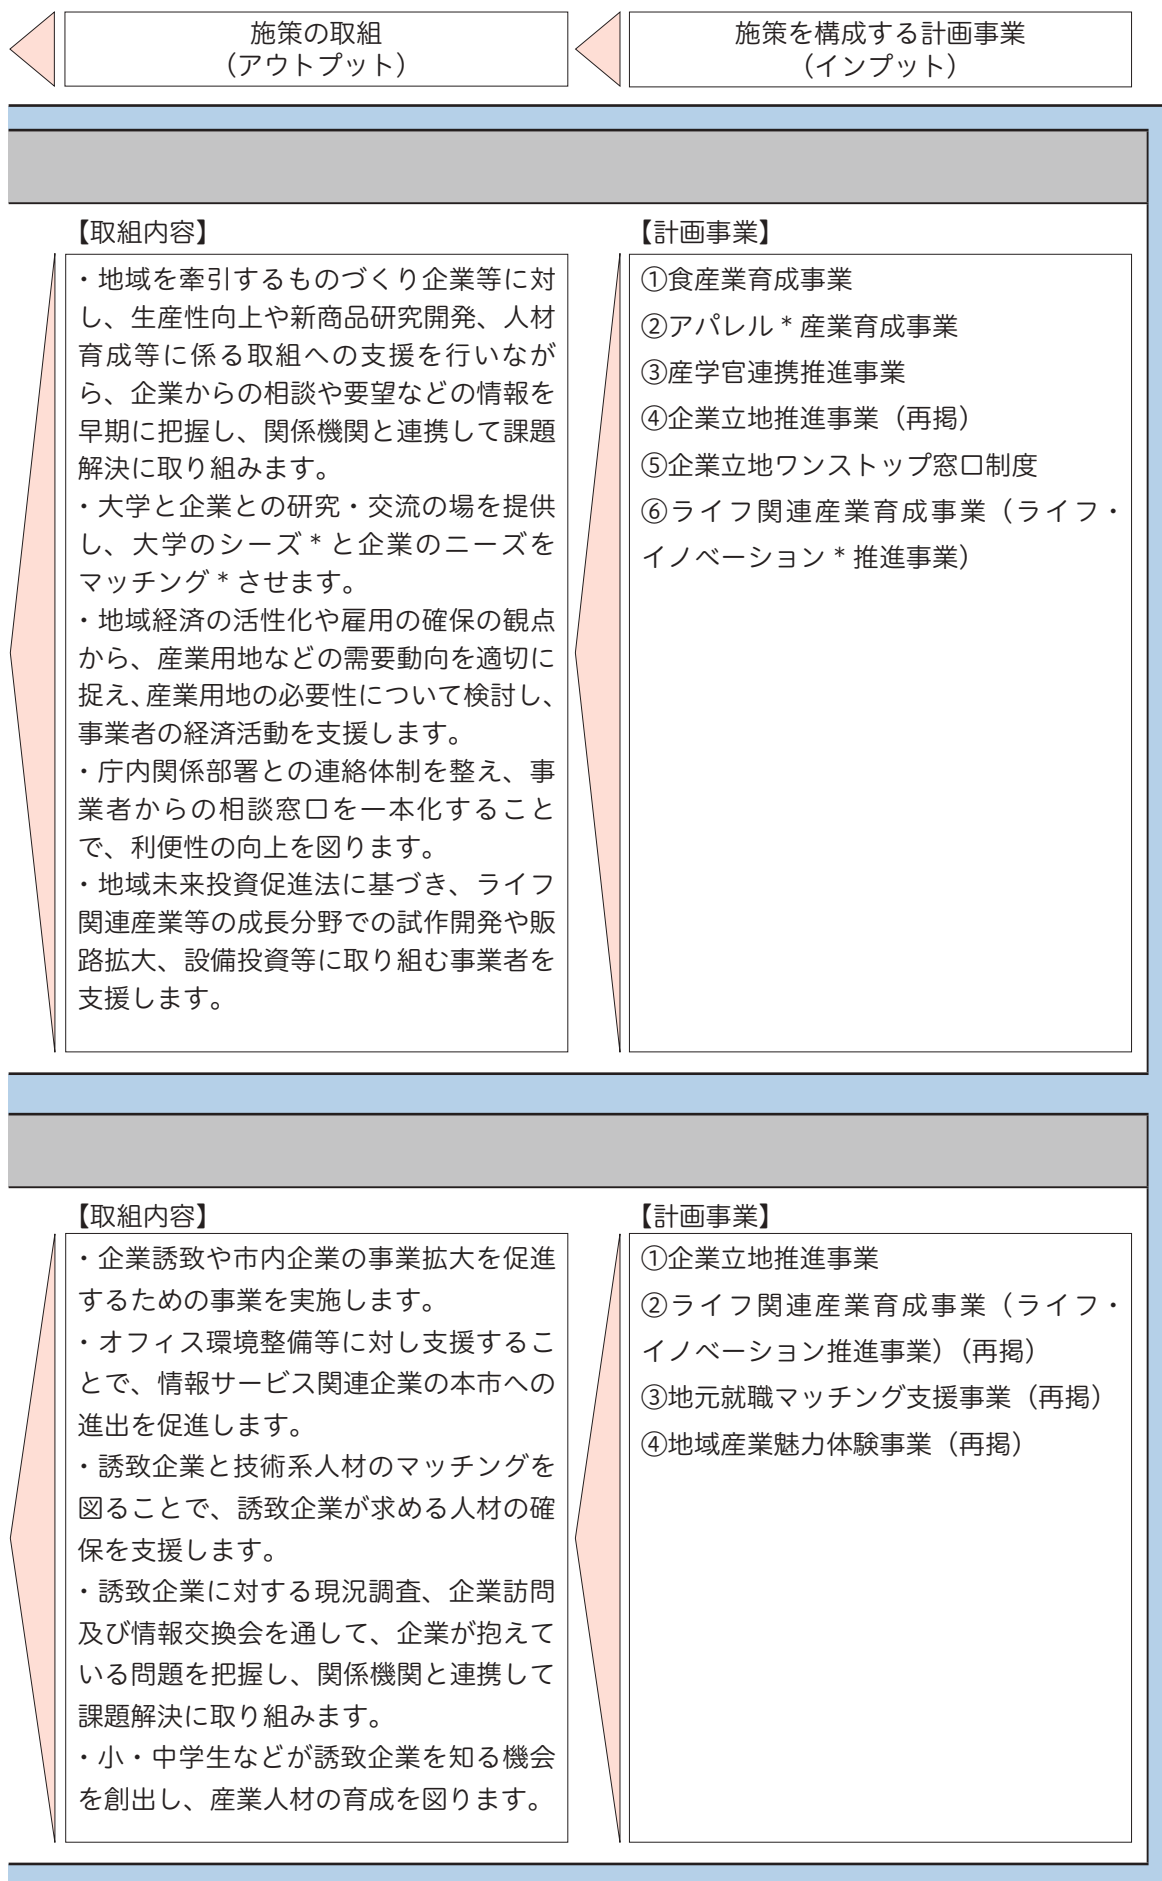 施策の取組
（アウトプット）
施策を構成する計画事業
（インプット）
【取組内容】
・地域を牽引するものづくり企業等に対
し、生産性向上や新商品研究開発、人材
育成等に係る取組への支援を行いなが
ら、企業からの相談や要望などの情報を
早期に把握し、関係機関と連携して課題
解決に取り組みます。
・大学と企業との研究・交流の場を提供
し、大学のシーズ＊と企業のニーズを
マッチング＊させます。
・地域経済の活性化や雇用の確保の観点
から、産業用地などの需要動向を適切に
捉え、産業用地の必要性について検討し、
事業者の経済活動を支援します。
・庁内関係部署との連絡体制を整え、事
業者からの相談窓口を一本化すること
で、利便性の向上を図ります。
・地域未来投資促進法に基づき、ライフ
関連産業等の成長分野での試作開発や販
路拡大、設備投資等に取り組む事業者を
支援します。
【計画事業】
①食産業育成事業
②アパレル＊産業育成事業
③産学官連携推進事業
④企業立地推進事業（再掲）
⑤企業立地ワンストップ窓口制度
⑥ライフ関連産業育成事業（ライフ・
イノベーション＊推進事業）
【取組内容】
・企業誘致や市内企業の事業拡大を促進
するための事業を実施します。
・オフィス環境整備等に対し支援するこ
とで、情報サービス関連企業の本市への
進出を促進します。
・誘致企業と技術系人材のマッチングを
図ることで、誘致企業が求める人材の確
保を支援します。
・誘致企業に対する現況調査、企業訪問
及び情報交換会を通して、企業が抱えて
いる問題を把握し、関係機関と連携して
課題解決に取り組みます。
・小・中学生などが誘致企業を知る機会
を創出し、産業人材の育成を図ります。
【計画事業】
①企業立地推進事業
②ライフ関連産業育成事業（ライフ・
イノベーション推進事業）（再掲）
③地元就職マッチング支援事業（再掲）
④地域産業魅力体験事業（再掲）